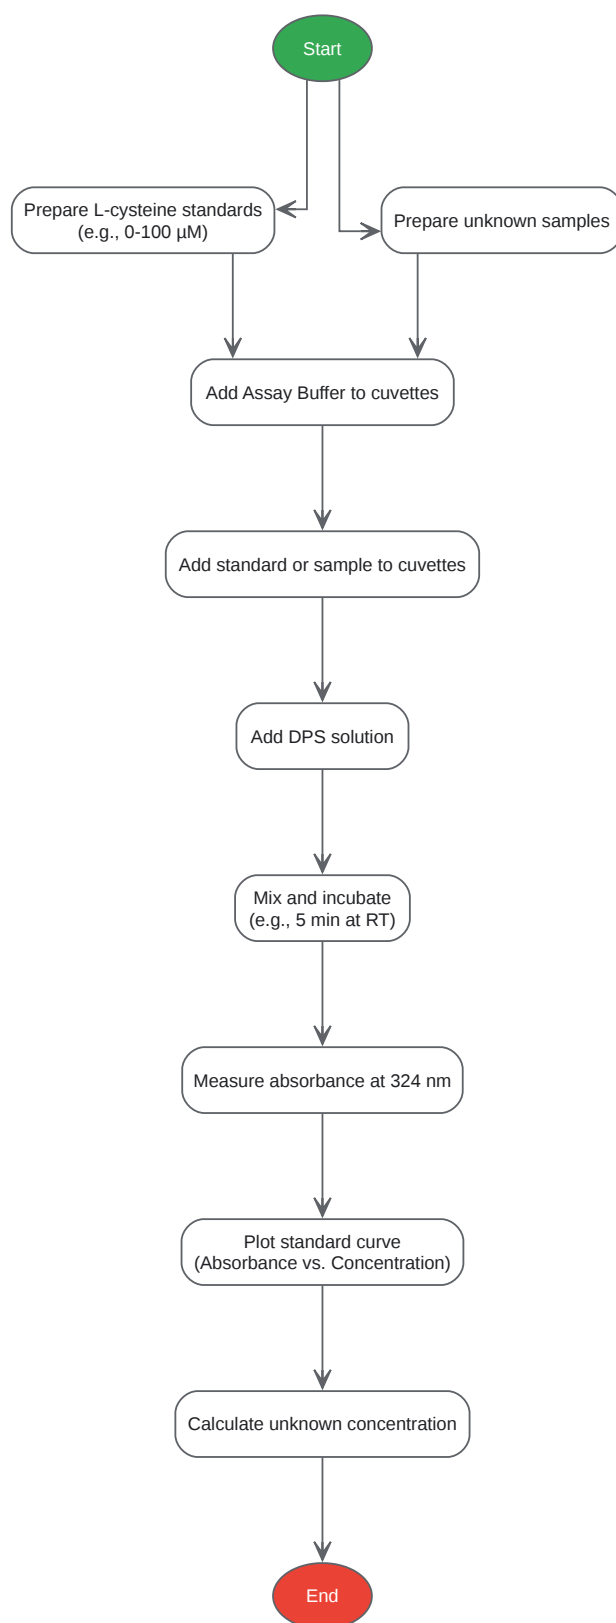 Start
Prepare L-cysteine standards
(e.g., 0-100 µM)
Prepare unknown samples
Add Assay Buffer to cuvettes
Add standard or sample to cuvettes
Add DPS solution
Mix and incubate
(e.g., 5 min at RT)
Measure absorbance at 324 nm
Plot standard curve
(Absorbance vs. Concentration)
Calculate unknown concentration
End